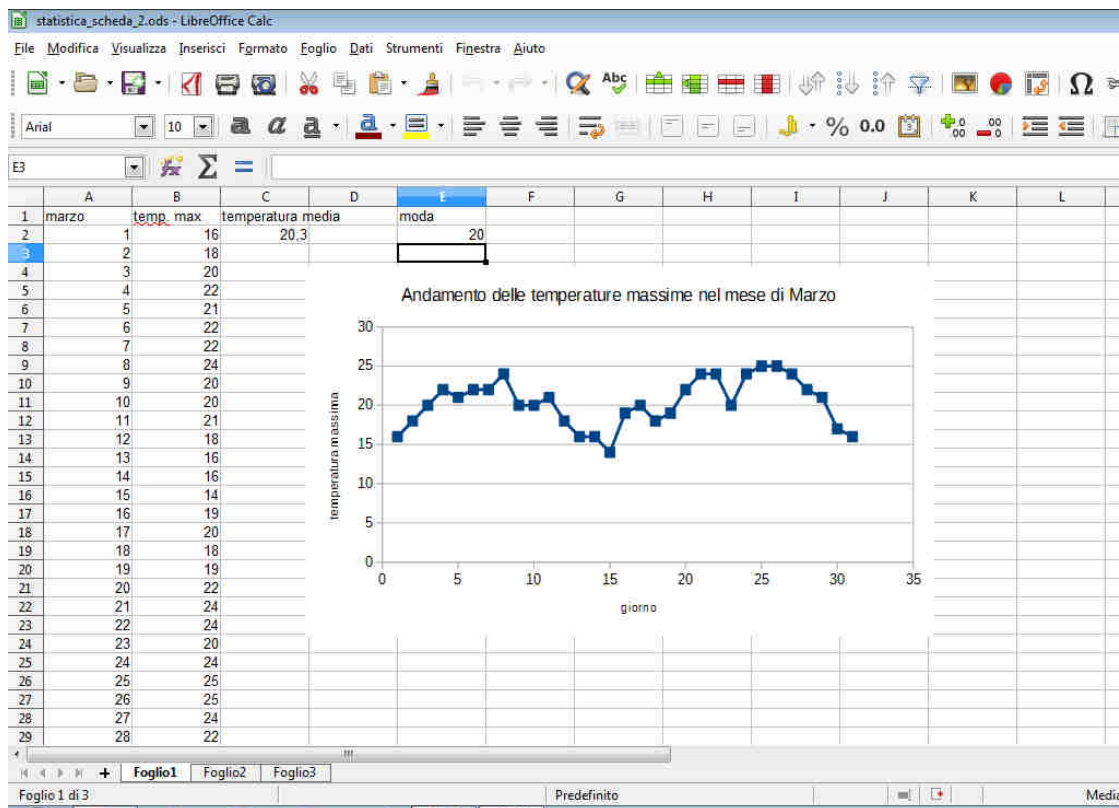 statistica_scheda_2.ods - LibreOffice Calc
File Modifica Visualizza Inserisci Formato Foglio Dati Strumenti Finestra Aiuto
Abc
Arial 10 a a a a % 0.0
E3
A B C D E F G H I J K L
1 marzo temp. max temperatura media moda
2 1 16 20,3 20
3 2 18
4 3 20
5 4 22
6 5 21
7 6 22
8 7 22
9 8 24
10 9 20
11 10 20
12 11 21
13 12 18
14 13 16
15 14 16
16 15 14
17 16 19
18 17 20
19 18 18
20 19 19
21 20 22
22 21 24
23 22 24
24 23 20
25 24 24
26 25 25
27 26 25
28 27 24
29 28 22
Andamento delle temperature massime nel mese di Marzo
temperatura massima
30
25
20
15
10
5
0
0 5 10 15 20 25 30 35
giorno
Foglio1 Foglio2 Foglio3
Foglio 1 di 3 Predefinito